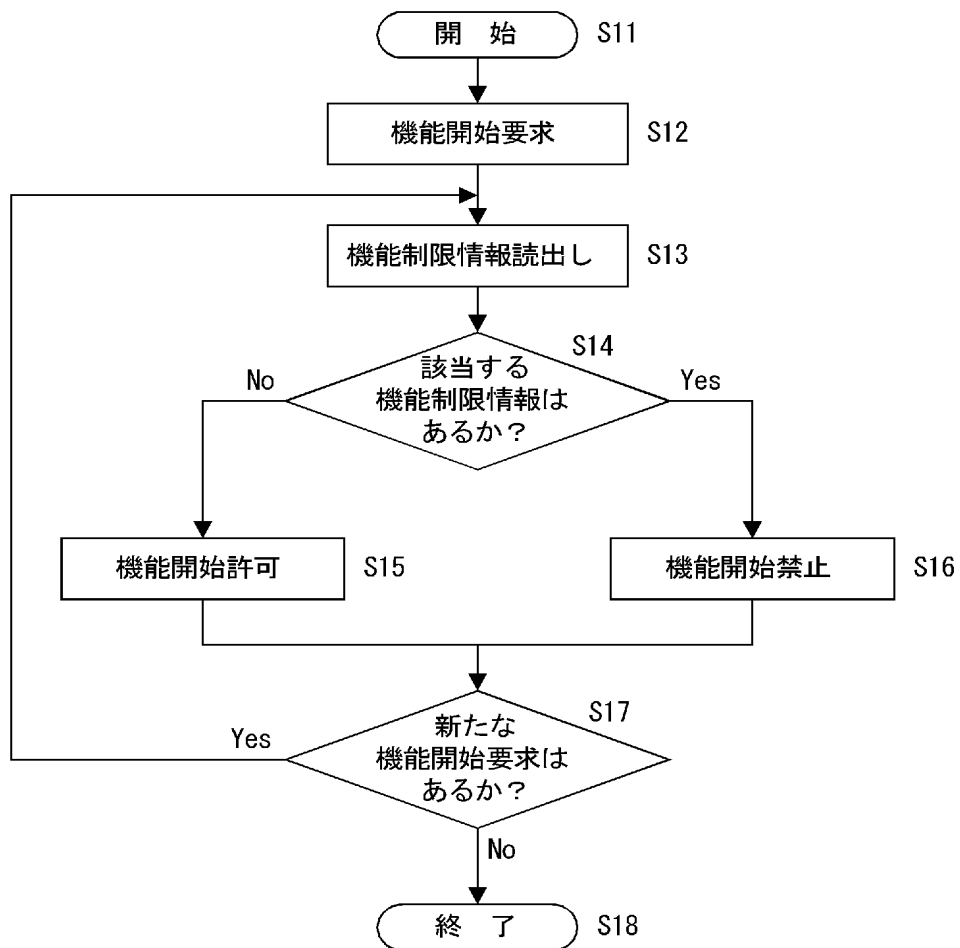 開 始 S11
機能開始要求 S12
機能制限情報読出し S13
S14
該当する
機能制限情報は
あるか？
No
Yes
機能開始許可 S15
機能開始禁止 S16
S17
新たな
機能開始要求は
あるか？
Yes
No
終 了 S18